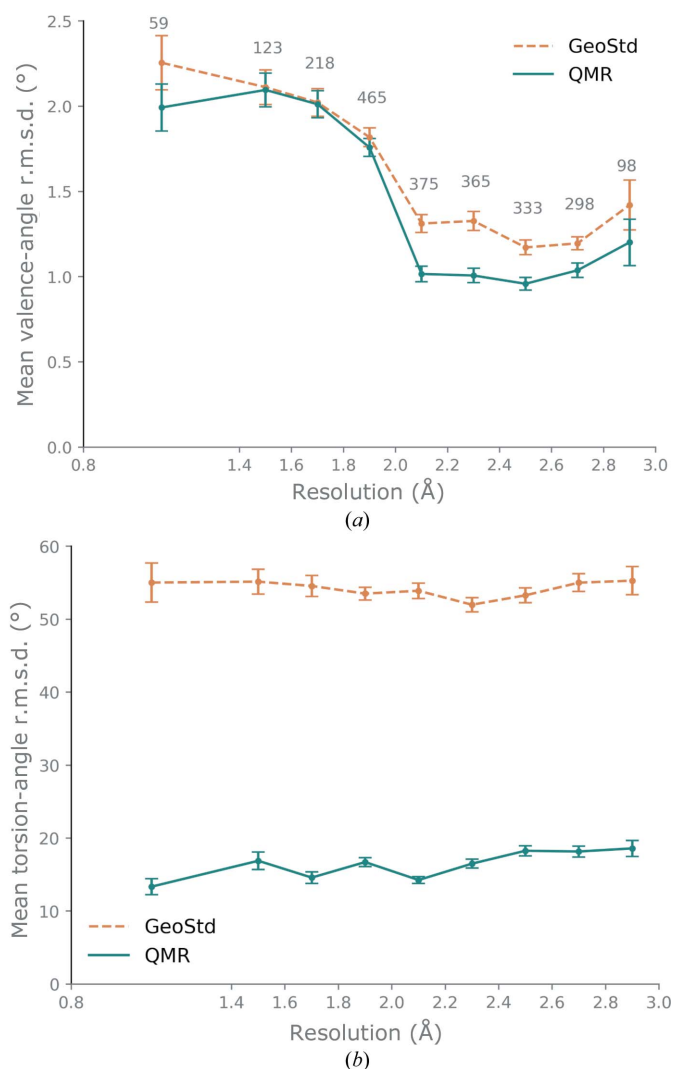 2.5
59
123
218
465
375
365
333
298
98
GeoStd
QMR
2.0
1.5
1.0
0.5
0.0
Mean valence-angle r.m.s.d. (°)
0.8 1.4 1.6 1.8 2.0 2.2 2.4 2.6 2.8 3.0
Resolution (Å)
(a)
60
50
40
30
20
10
0
Mean torsion-angle r.m.s.d. (°)
GeoStd
QMR
0.8 1.4 1.6 1.8 2.0 2.2 2.4 2.6 2.8 3.0
Resolution (Å)
(b)